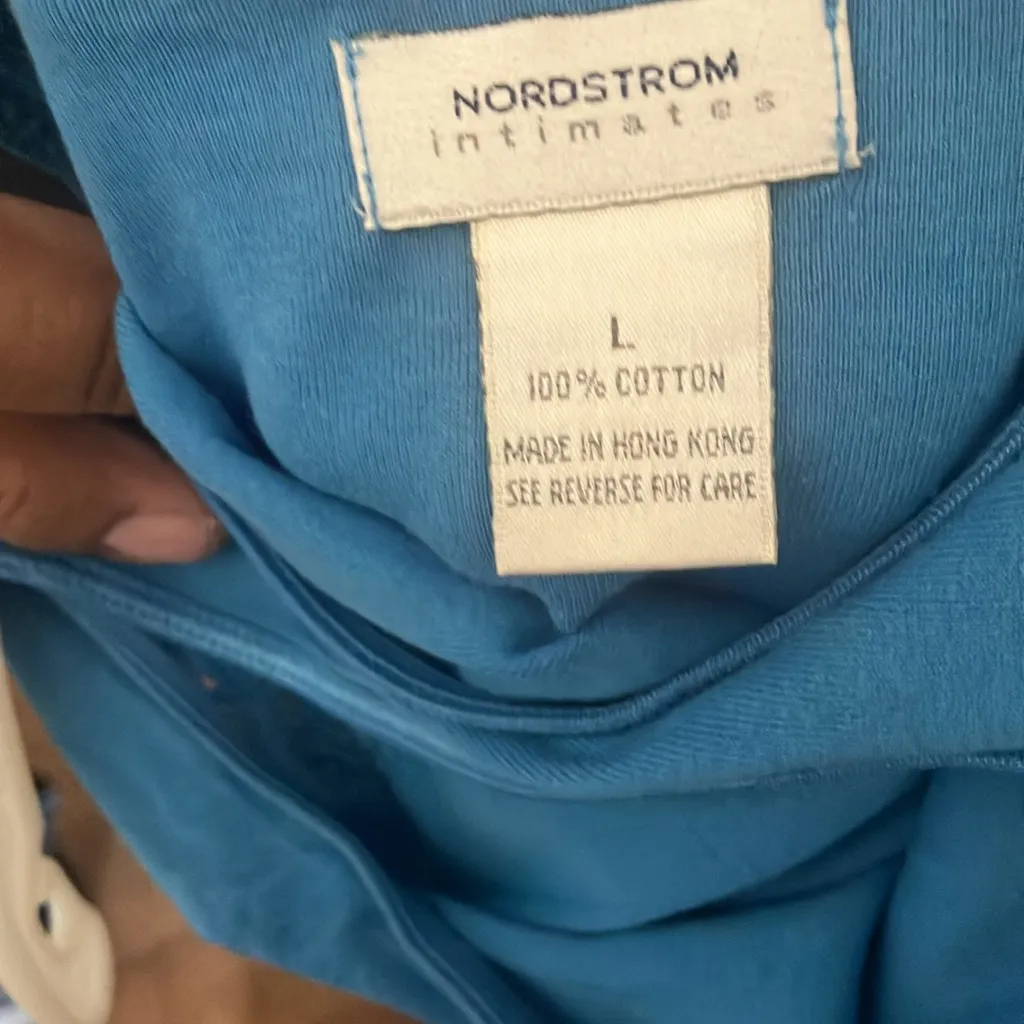 NORDSTROM
intimates
L
100% COTTON
MADE IN HONG KONG
SEE REVERSE FOR CARE